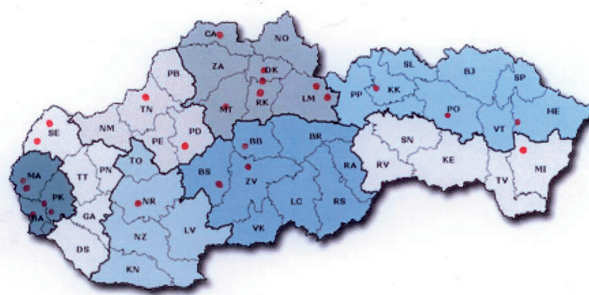 CA
NO
ZA
DK
PB
MT
RK
LM
TN
NM
PE
PD
SE
SL
BJ
SP
PP
KK
PO
VT
HE
BB
BR
SN
RA
RV
KE
TV
MI
MA
PK
TT
PN
TO
BS
ZV
NR
GA
LC
RS
LV
NZ
VK
DS
KN